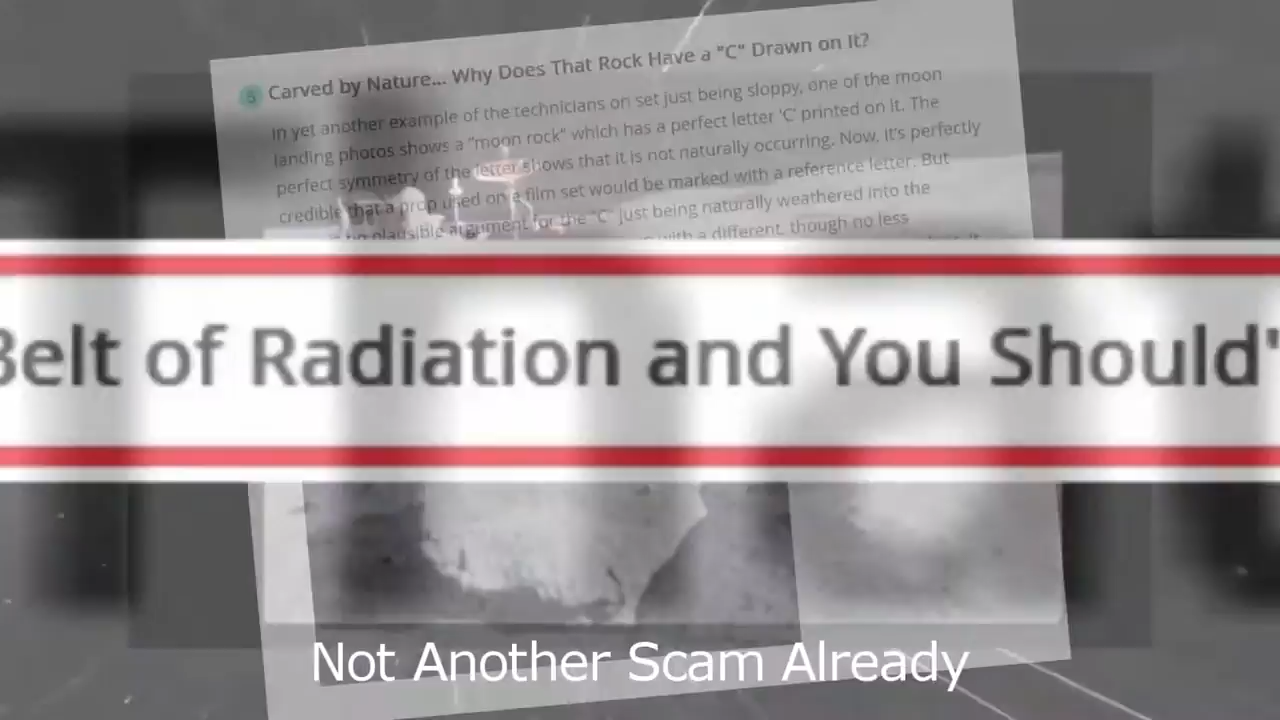 5 Carved by Nature... Why Does That Rock Have a "C" Drawn on It?
In yet another example of the technicians on set just being sloppy, one of the moon
landing photos shows a "moon rock" which has a perfect letter 'C' printed on it. The
perfect symmetry of the letter shows that it is not naturally occurring. Now, it's perfectly
credible that a prop used on a film set would be marked with a reference letter. But
no plausible argument for the "C" just being naturally weathered into the
with a different, though no less
Belt of Radiation and You Should'
Not Another Scam Already